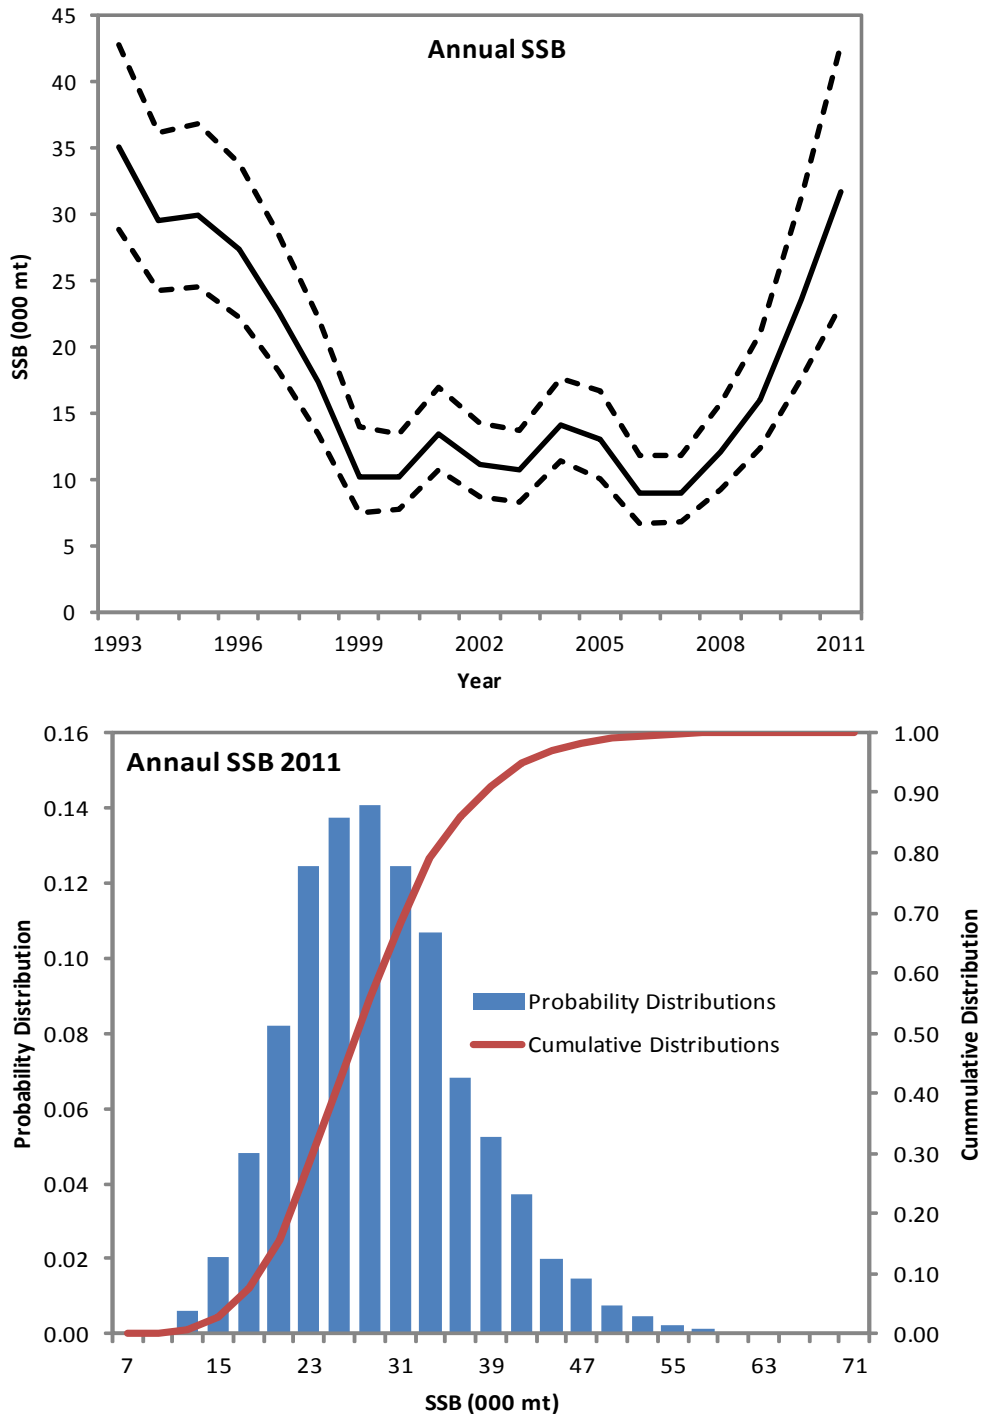 45
Annual SSB
40
35
30
25
20
15
10
5
0
SSB (000 mt)
1993 1996 1999 2002 2005 2008 2011
Year
0.16 1.00
Annaul SSB 2011
0.14 0.90
0.12 0.80
0.10 0.70
0.08 0.60
0.06 0.50
0.04 0.40
0.02 0.30
0.00 0.20
0.10
0.00
Probability Distribution
Cummulative Distribution
Probability Distributions
Cumulative Distributions
7 15 23 31 39 47 55 63 71
SSB (000 mt)